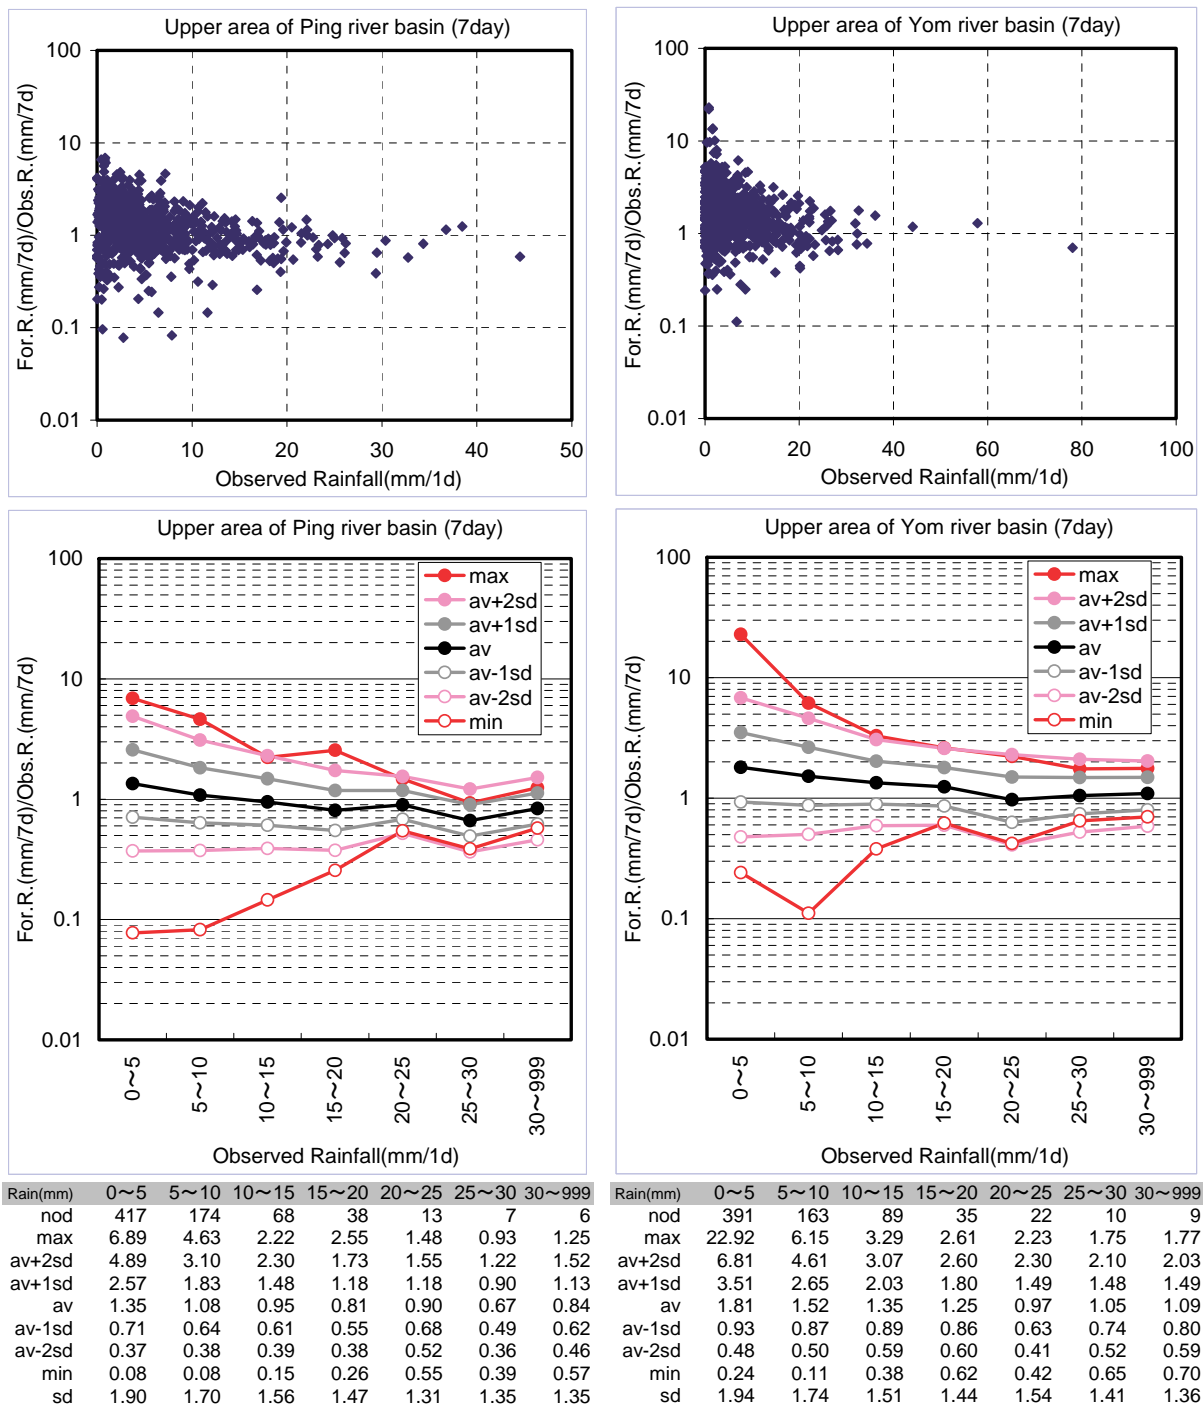 Upper area of Ping river basin (7day)
For.R.(mm/7d)/Obs.R.(mm/7d)
100
10
1
0.1
0.01
0 10 20 30 40 50
Observed Rainfall(mm/1d)
Upper area of Yom river basin (7day)
For.R.(mm/7d)/Obs.R.(mm/7d)
100
10
1
0.1
0.01
0 20 40 60 80 100
Observed Rainfall(mm/1d)
Upper area of Ping river basin (7day)
For.R.(mm/7d)/Obs.R.(mm/7d)
100
10
1
0.1
0.01
max
av+2sd
av+1sd
av
av-1sd
av-2sd
min
0～5 5～10 10～15 15～20 20～25 25～30 30～999
Observed Rainfall(mm/1d)
Upper area of Yom river basin (7day)
For.R.(mm/7d)/Obs.R.(mm/7d)
100
10
1
0.1
0.01
max
av+2sd
av+1sd
av
av-1sd
av-2sd
min
0～5 5～10 10～15 15～20 20～25 25～30 30～999
Observed Rainfall(mm/1d)
Rain(mm) 0～5 5～10 10～15 15～20 20～25 25～30 30～999
nod 417 174 68 38 13 7 6
max 6.89 4.63 2.22 2.55 1.48 0.93 1.25
av+2sd 4.89 3.10 2.30 1.73 1.55 1.22 1.52
av+1sd 2.57 1.83 1.48 1.18 1.18 0.90 1.13
av 1.35 1.08 0.95 0.81 0.90 0.67 0.84
av-1sd 0.71 0.64 0.61 0.55 0.68 0.49 0.62
av-2sd 0.37 0.38 0.39 0.38 0.52 0.36 0.46
min 0.08 0.08 0.15 0.26 0.55 0.39 0.57
sd 1.90 1.70 1.56 1.47 1.31 1.35 1.35
Rain(mm) 0～5 5～10 10～15 15～20 20～25 25～30 30～999
nod 391 163 89 35 22 10 9
max 22.92 6.15 3.29 2.61 2.23 1.75 1.77
av+2sd 6.81 4.61 3.07 2.60 2.30 2.10 2.03
av+1sd 3.51 2.65 2.03 1.80 1.49 1.48 1.49
av 1.81 1.52 1.35 1.25 0.97 1.05 1.09
av-1sd 0.93 0.87 0.89 0.86 0.63 0.74 0.80
av-2sd 0.48 0.50 0.59 0.60 0.41 0.52 0.59
min 0.24 0.11 0.38 0.62 0.42 0.65 0.70
sd 1.94 1.74 1.51 1.44 1.54 1.41 1.36